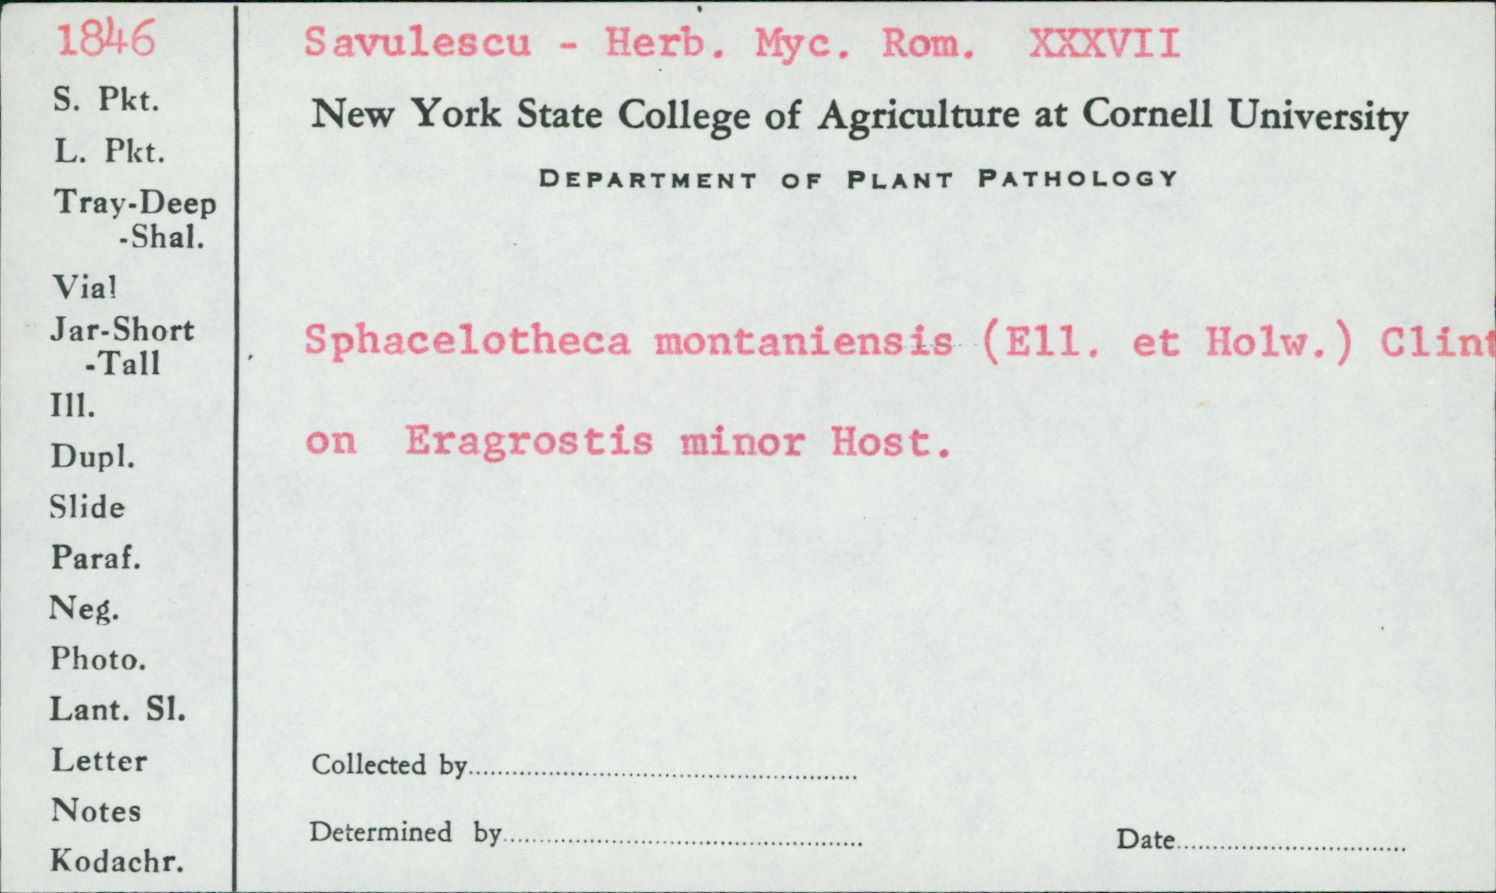 1846
S. Pkt.
L. Pkt.
Tray-Deep
-Shal.
Vial
Jar-Short
-Tall
Ill.
Dupl.
Slide
Paraf.
Neg.
Photo.
Lant. Sl.
Letter
Notes
Kodachr.
Savulescu - Herb. Myc. Rom. XXXVII
New York State College of Agriculture at Cornell University
DEPARTMENT OF PLANT PATHOLOGY
Sphacelotheca montaniensis (Ell. et Holw.) Clint
on Eragrostis minor Host.
Collected by
Determined by
Date